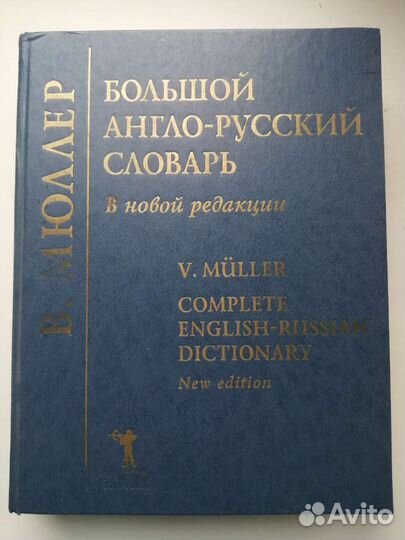 В. МЮЛЛЕР
БОЛЬШОЙ
АНГЛО-РУССКИЙ
СЛОВАРЬ
В новой редакции
V. MÜLLER
COMPLETE
ENGLISH-RUSSIAN
DICTIONARY
New edition
Avito